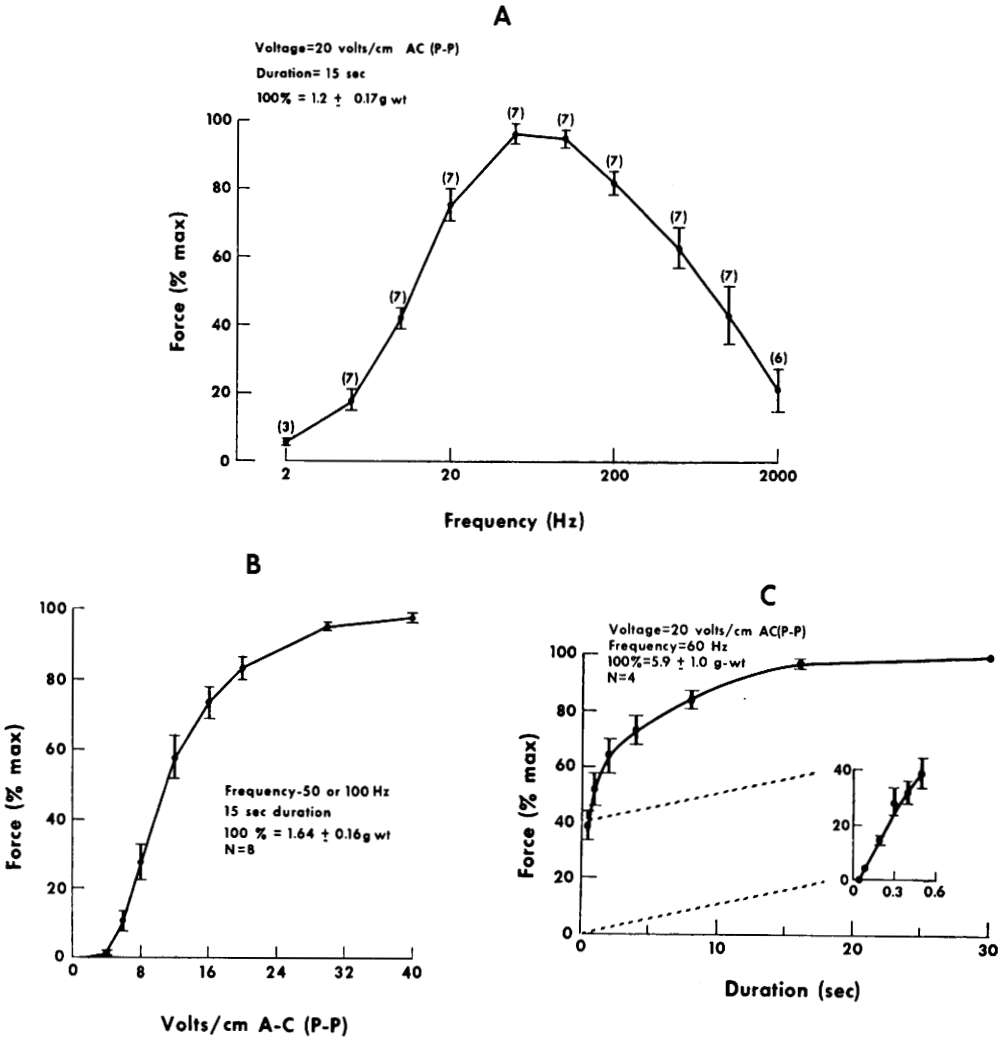 A
Voltage=20 volts/cm AC (P-P)
Duration= 15 sec
100% = 1.2 ± 0.17g wt
100
80
60
40
20
0
Force (% max)
(3)
(7)
(7)
(7)
(7)
(7)
(7)
(7)
(7)
(6)
2
20
200
2000
Frequency (Hz)
B
100
80
60
40
20
0
Force (% max)
Frequency-50 or 100 Hz
15 sec duration
100 % = 1.64 ± 0.16g wt
N=8
0
8
16
24
32
40
Volts/cm A-C (P-P)
C
Voltage=20 volts/cm AC(P-P)
Frequency=60 Hz
100%=5.9 ± 1.0 g-wt
N=4
100
80
60
40
20
0
Force (% max)
40
20
0
0
0.3
0.6
0
10
20
30
Duration (sec)